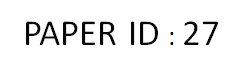 PAPER ID : 27